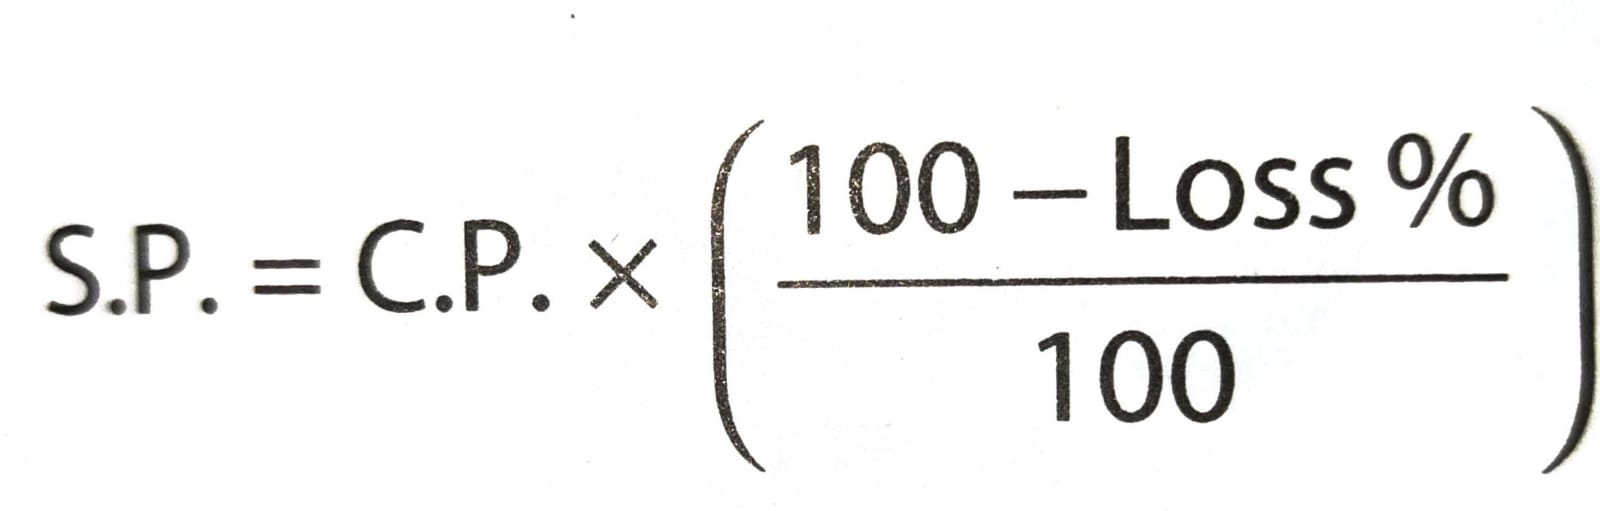 S.P. = C.P. × ( 100 – Loss %
100 )